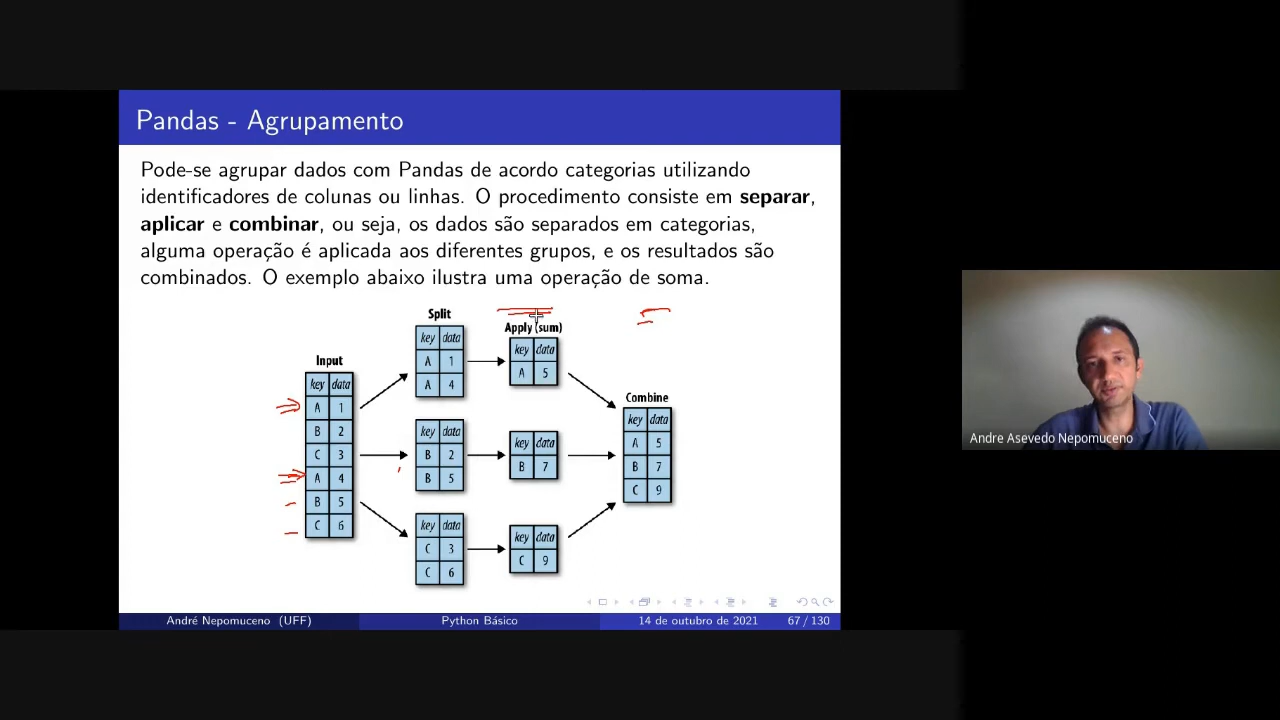 Pandas - Agrupamento
Pode-se agrupar dados com Pandas de acordo categorias utilizando
identificadores de colunas ou linhas. O procedimento consiste em separar,
aplicar e combinar, ou seja, os dados são separados em categorias,
alguma operação é aplicada aos diferentes grupos, e os resultados são
combinados. O exemplo abaixo ilustra uma operação de soma.
Input
key data
A 1
B 2
C 3
A 4
B 5
C 6
Split
key data
A 1
A 4
key data
B 2
B 5
key data
C 3
C 6
Apply (sum)
key data
A 5
key data
B 7
key data
C 9
Combine
key data
A 5
B 7
C 9
André Nepomuceno (UFF) Python Básico 14 de outubro de 2021 67 / 130
Andre Asevedo Nepomuceno